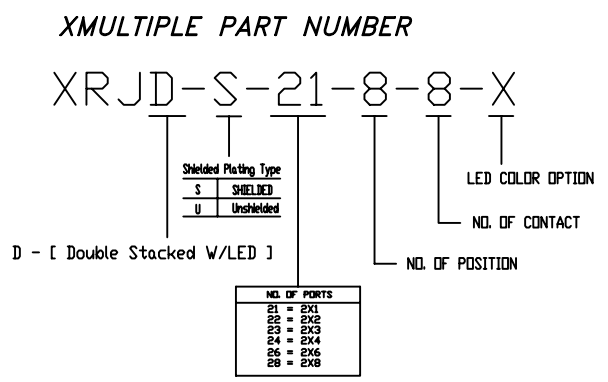 XMULTIPLE PART NUMBER
XRJD-S-21-8-8-X
Shielded Plating Type
S SHIELDED
U Unshielded
LED COLOR OPTION
NO. OF CONTACT
D - [ Double Stacked W/LED ]
NO. OF POSITION
NO. OF PORTS
21 = 2X1
22 = 2X2
23 = 2X3
24 = 2X4
26 = 2X6
28 = 2X8